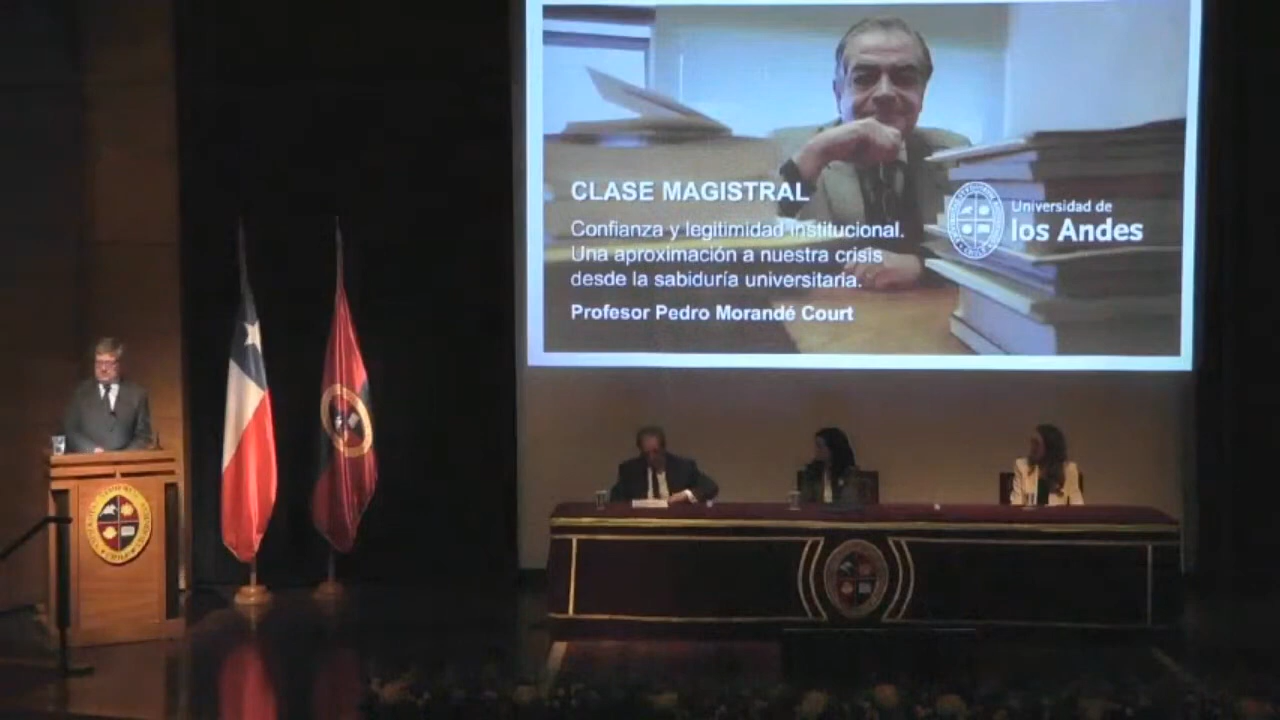 CLASE MAGISTRAL
Confianza y legitimidad institucional.
Una aproximación a nuestra crisis
desde la sabiduría universitaria.
Profesor Pedro Morandé Court
Universidad de
los Andes